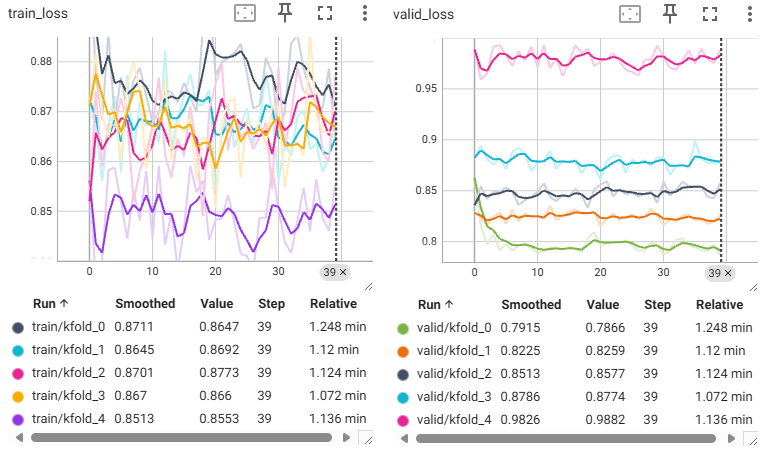 train_loss
0.88
0.87
0.86
0.85
0 10 20 30 39 ×
Run ↑ Smoothed Value Step Relative
train/kfold_0 0.8711 0.8647 39 1.248 min
train/kfold_1 0.8645 0.8692 39 1.12 min
train/kfold_2 0.8701 0.8773 39 1.124 min
train/kfold_3 0.867 0.866 39 1.072 min
train/kfold_4 0.8513 0.8553 39 1.136 min
valid_loss
0.95
0.9
0.85
0.8
0 10 20 30 39 ×
Run ↑ Smoothed Value Step Relative
valid/kfold_0 0.7915 0.7866 39 1.248 min
valid/kfold_1 0.8225 0.8259 39 1.12 min
valid/kfold_2 0.8513 0.8577 39 1.124 min
valid/kfold_3 0.8786 0.8774 39 1.072 min
valid/kfold_4 0.9826 0.9882 39 1.136 min